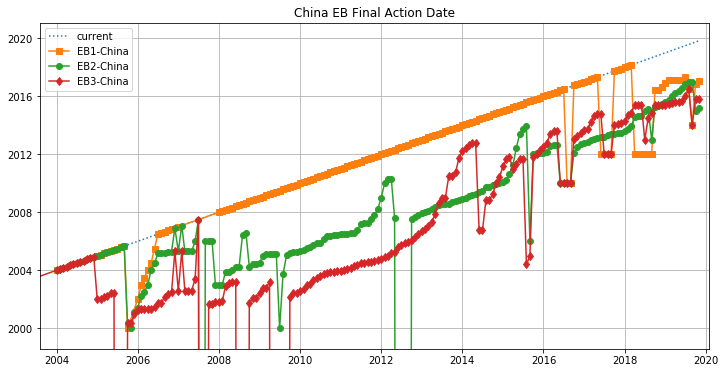 China EB Final Action Date
current
EB1-China
EB2-China
EB3-China
2020
2016
2012
2008
2004
2000
2004 2006 2008 2010 2012 2014 2016 2018 2020